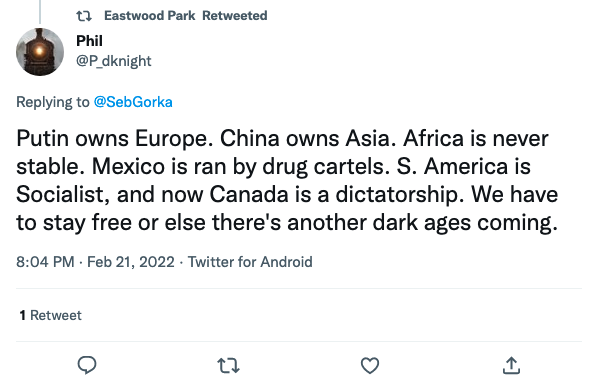 Eastwood Park Retweeted
Phil
@P_dknight
Replying to @SebGorka
Putin owns Europe. China owns Asia. Africa is never
stable. Mexico is ran by drug cartels. S. America is
Socialist, and now Canada is a dictatorship. We have
to stay free or else there's another dark ages coming.
8:04 PM · Feb 21, 2022 · Twitter for Android
1 Retweet